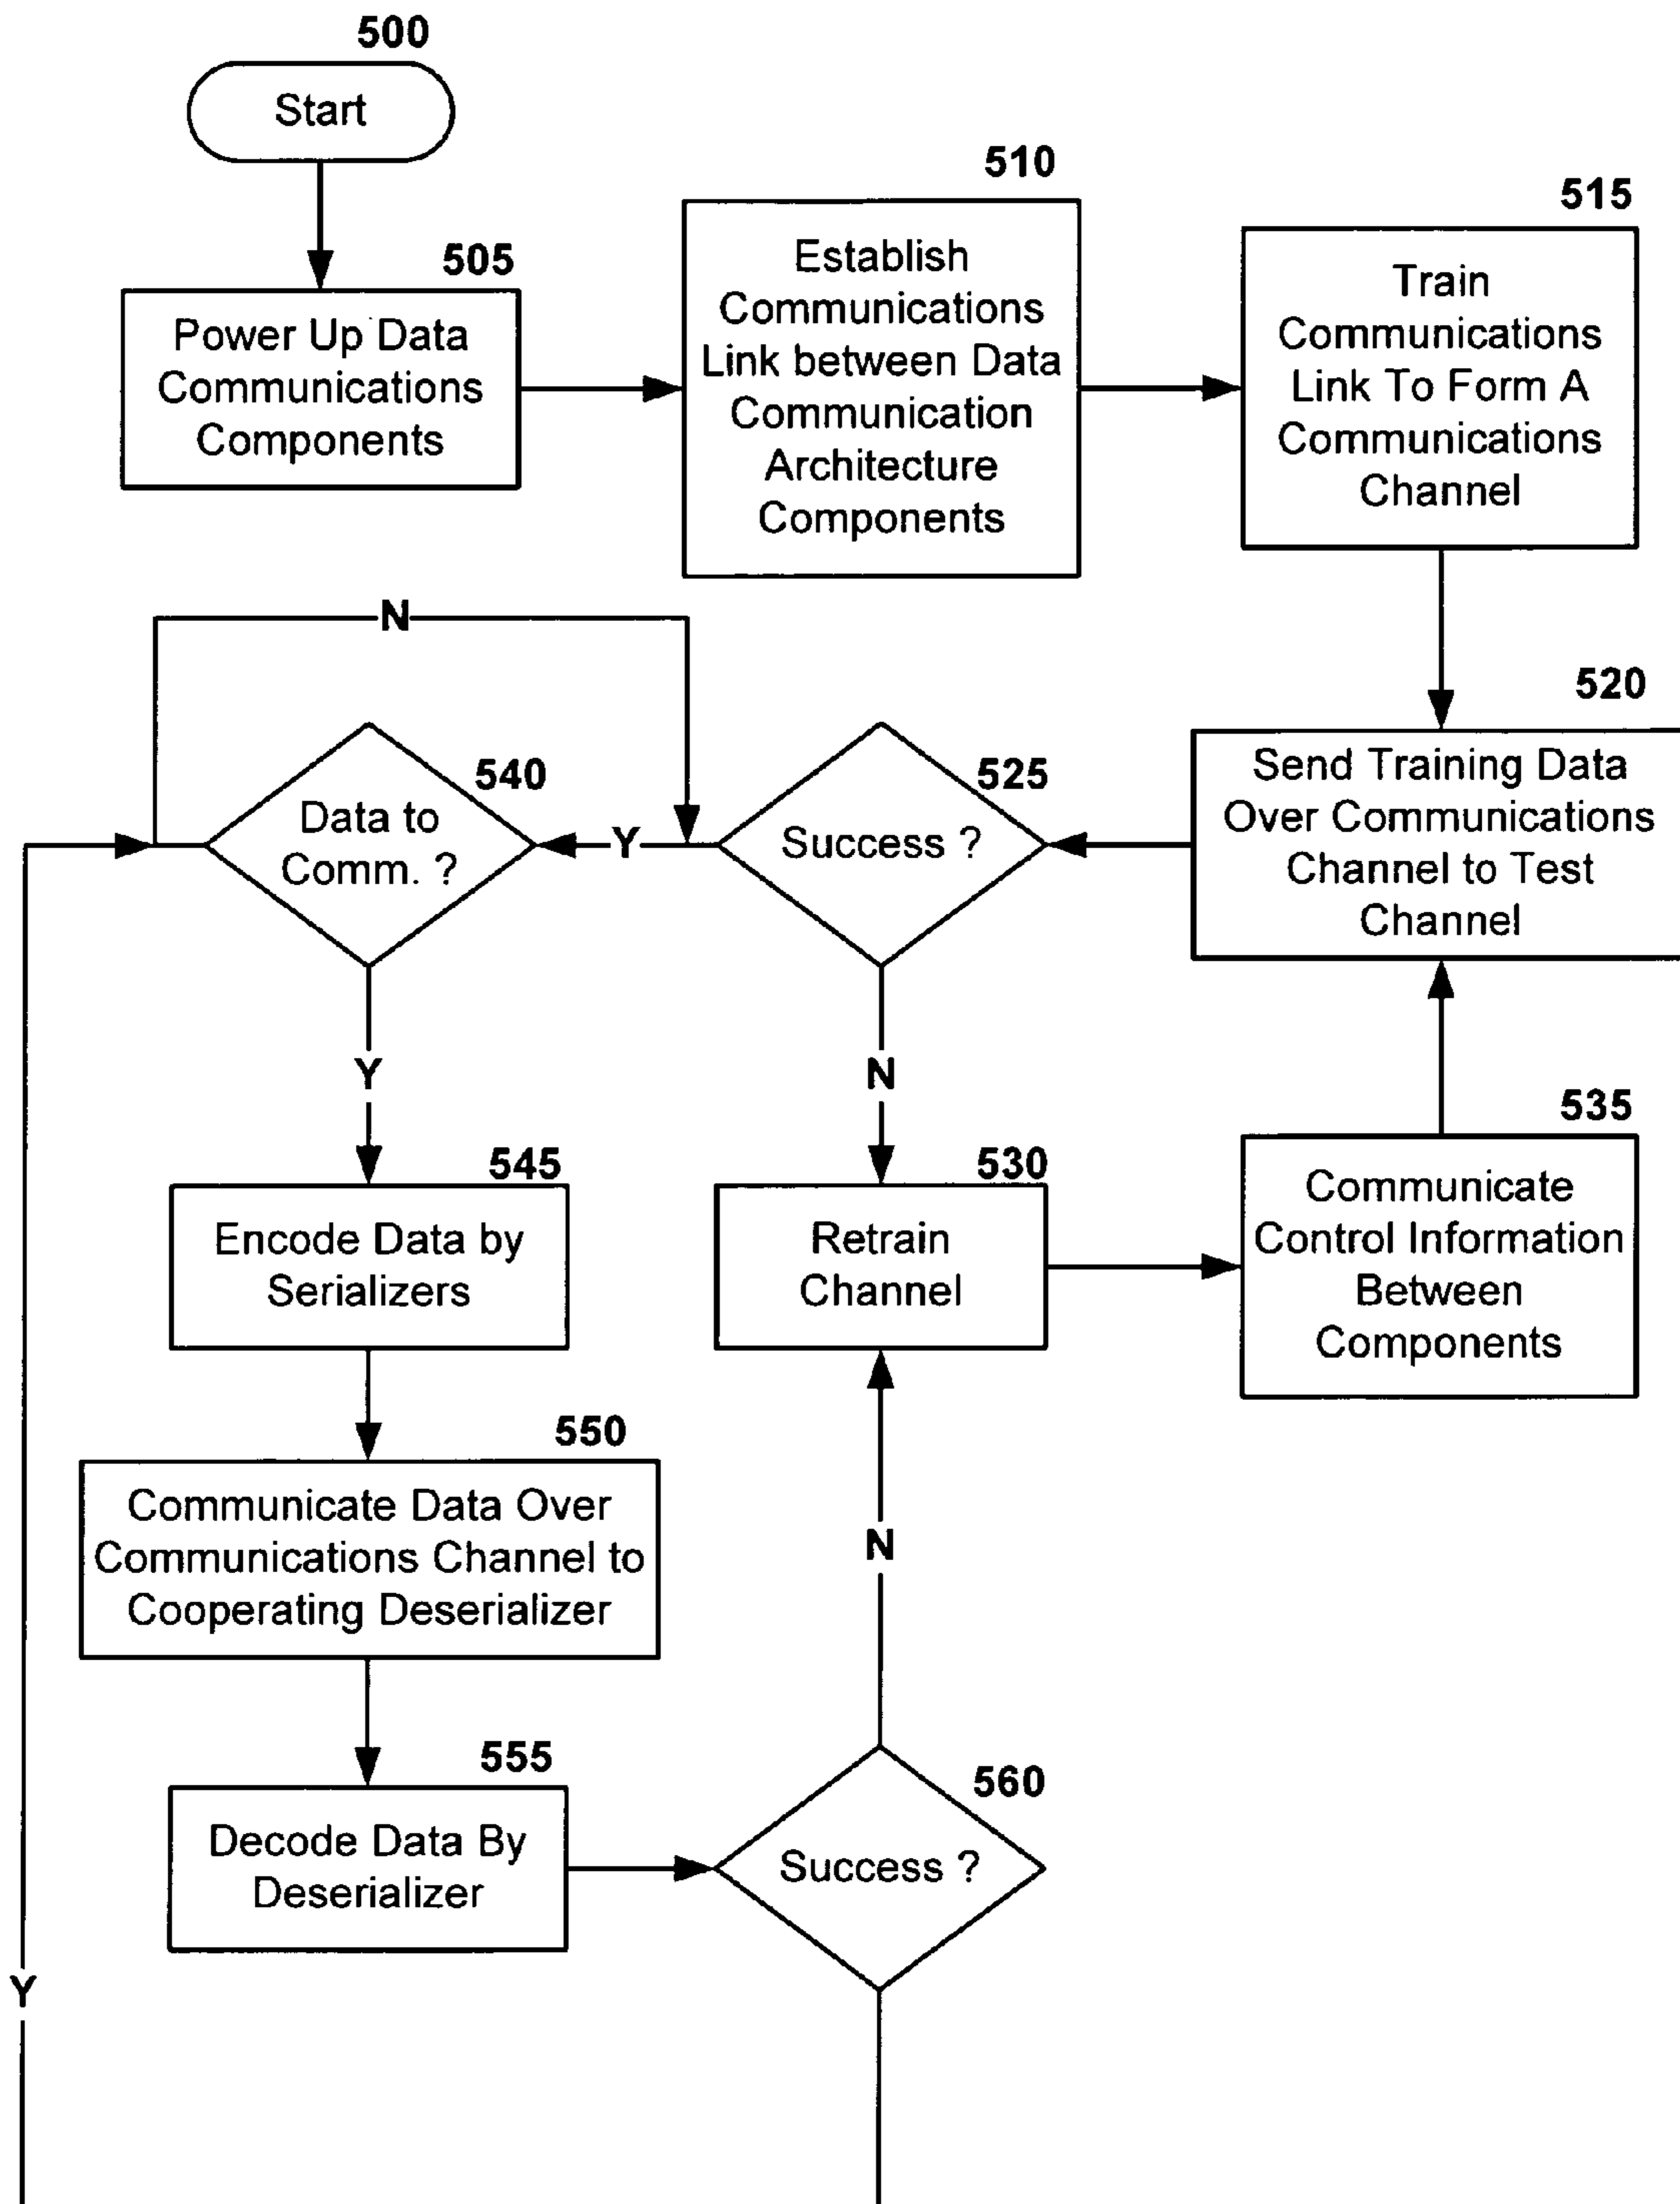 500
Start
505
Power Up Data
Communications
Components
510
Establish
Communications
Link between Data
Communication
Architecture
Components
515
Train
Communications
Link To Form A
Communications
Channel
520
Send Training Data
Over Communications
Channel to Test
Channel
525
Success ?
Y
N
540
Data to
Comm. ?
N
Y
530
Retrain
Channel
535
Communicate
Control Information
Between
Components
545
Encode Data by
Serializers
550
Communicate Data Over
Communications Channel to
Cooperating Deserializer
555
Decode Data By
Deserializer
560
Success ?
N
Y